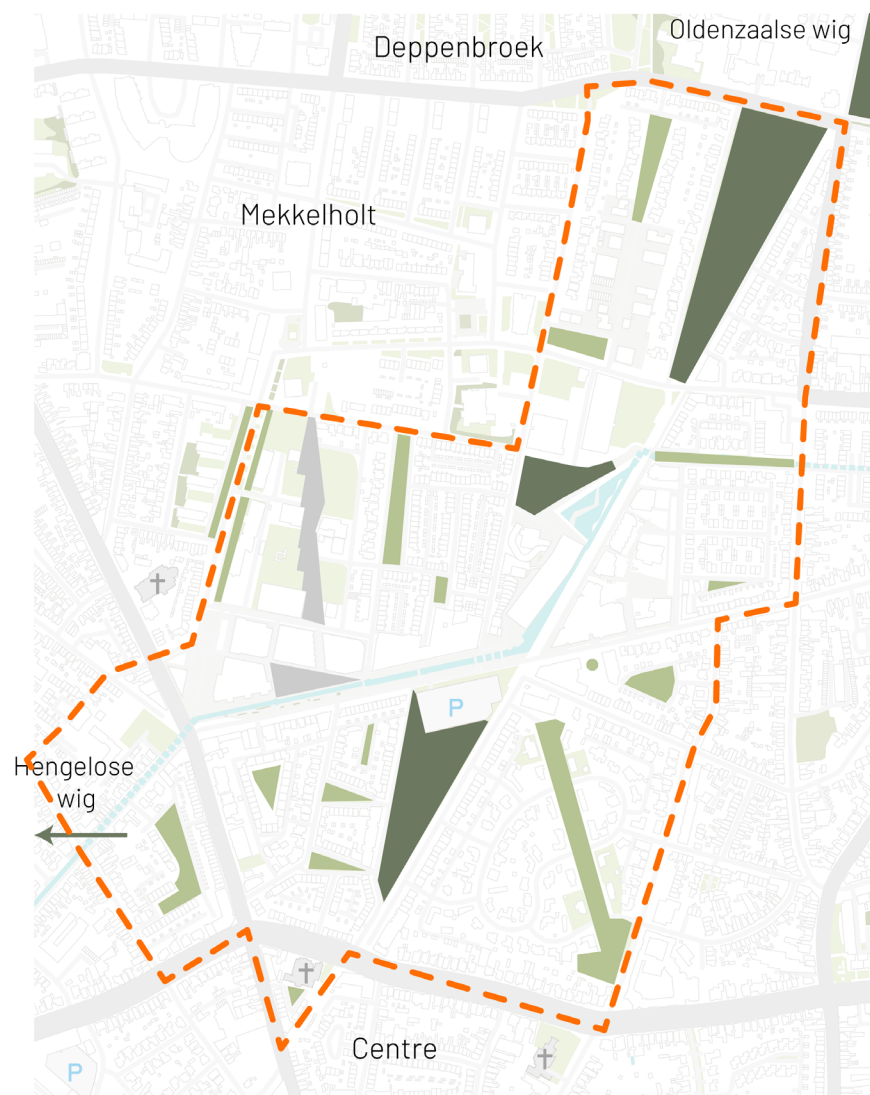 Oldenzaalse wig
Deppenbroek
Mekkelholt
P
Hengelose
wig
Centre
P